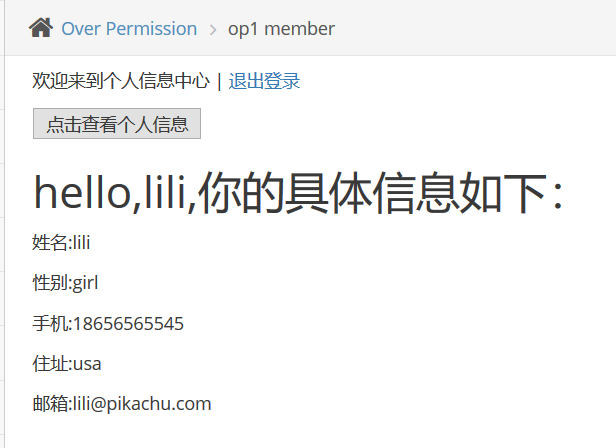 Over Permission > op1 member
欢迎来到个人信息中心 | 退出登录
点击查看个人信息
hello,lili,你的具体信息如下：
姓名:lili
性别:girl
手机:18656565545
住址:usa
邮箱:lili@pikachu.com